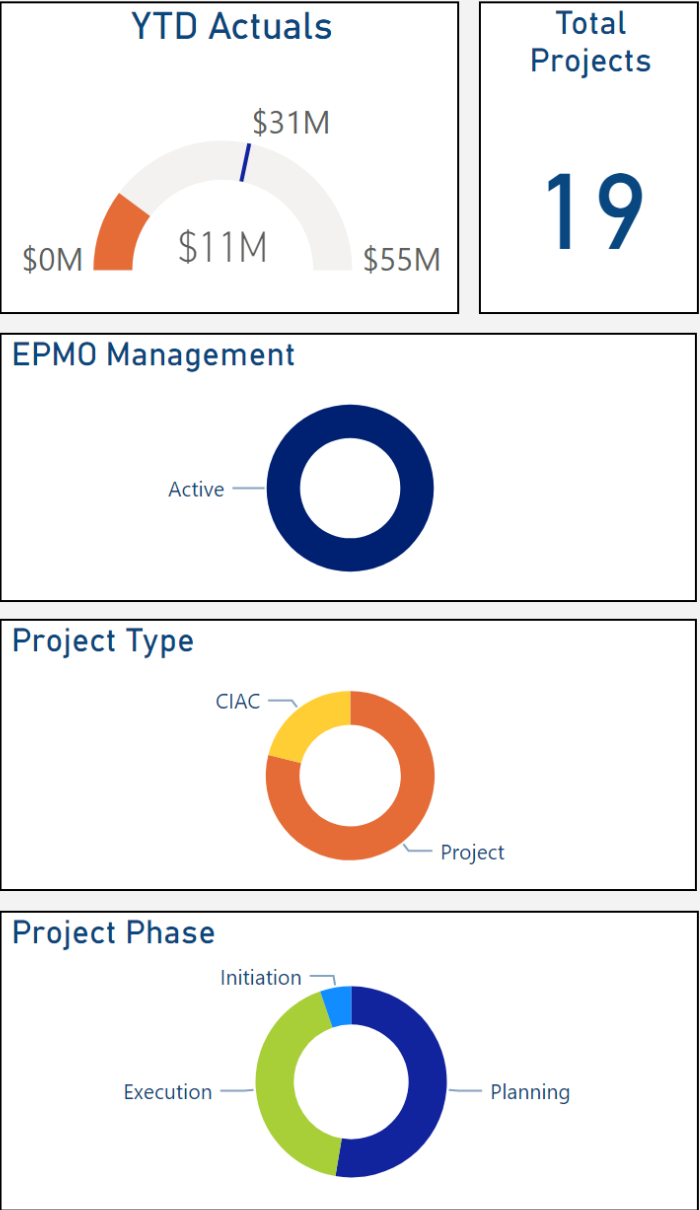 YTD Actuals
$31M
$0M
$11M
$55M
Total
Projects
19
EPMO Management
Active
Project Type
CIAC
Project
Project Phase
Initiation
Execution
Planning